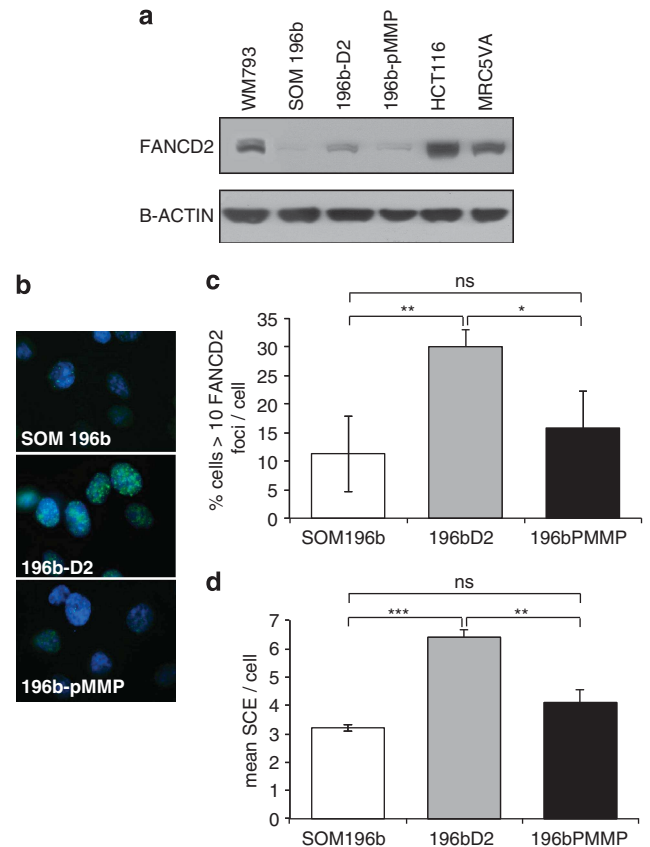 a
WM793
SOM 196b
196b-D2
196b-pMMP
HCT116
MRC5VA
FANCD2
B-ACTIN
b
SOM 196b
196b-D2
196b-pMMP
c
ns
**
*
% cells > 10 FANCD2
foci / cell
35
30
25
20
15
10
5
0
SOM196b
196bD2
196bPMMP
d
ns
***
**
mean SCE / cell
7
6
5
4
3
2
1
0
SOM196b
196bD2
196bPMMP